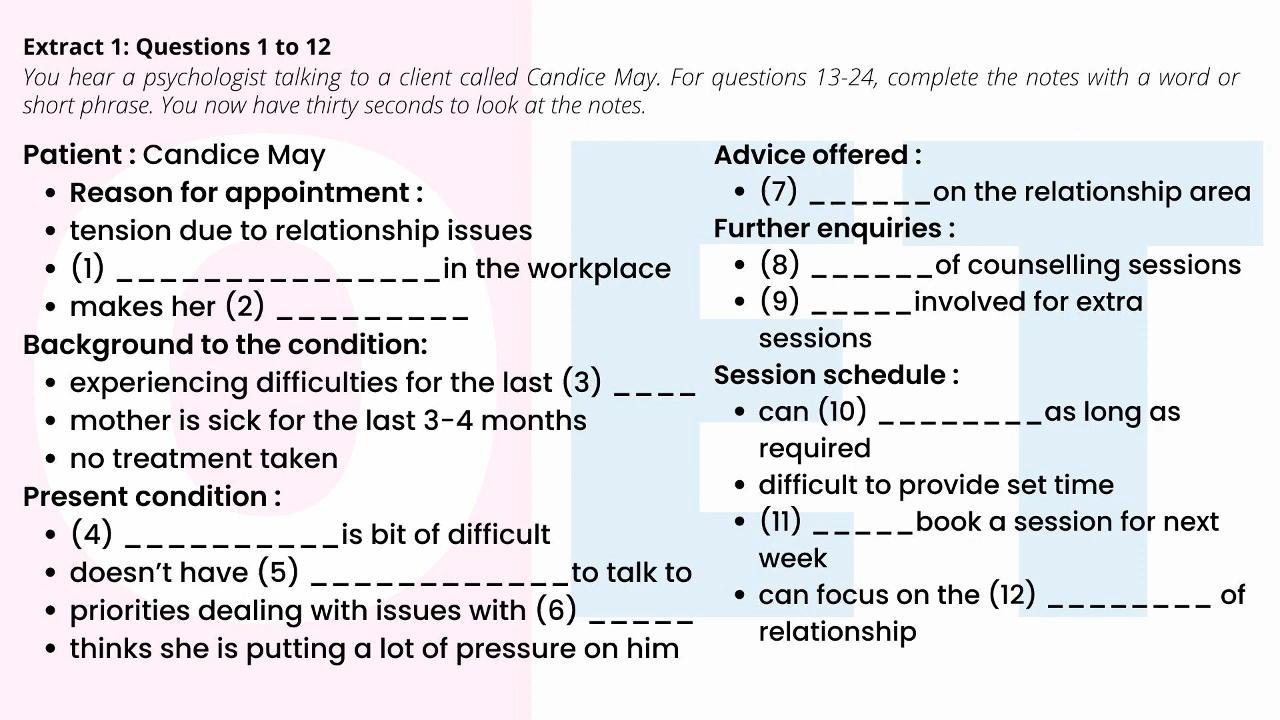 Extract 1: Questions 1 to 12
You hear a psychologist talking to a client called Candice May. For questions 13-24, complete the notes with a word or
short phrase. You now have thirty seconds to look at the notes.
Patient : Candice May
• Reason for appointment :
• tension due to relationship issues
• (1) _______________in the workplace
• makes her (2) _________
Background to the condition:
• experiencing difficulties for the last (3) ____
• mother is sick for the last 3-4 months
• no treatment taken
Present condition :
• (4) __________is bit of difficult
• doesn't have (5) ____________to talk to
• priorities dealing with issues with (6) _____
• thinks she is putting a lot of pressure on him
Advice offered :
• (7) ______on the relationship area
Further enquiries :
• (8) ______of counselling sessions
• (9) _____involved for extra
sessions
Session schedule :
• can (10) ________as long as
required
• difficult to provide set time
• (11) _____book a session for next
week
• can focus on the (12) ________ of
relationship
OET